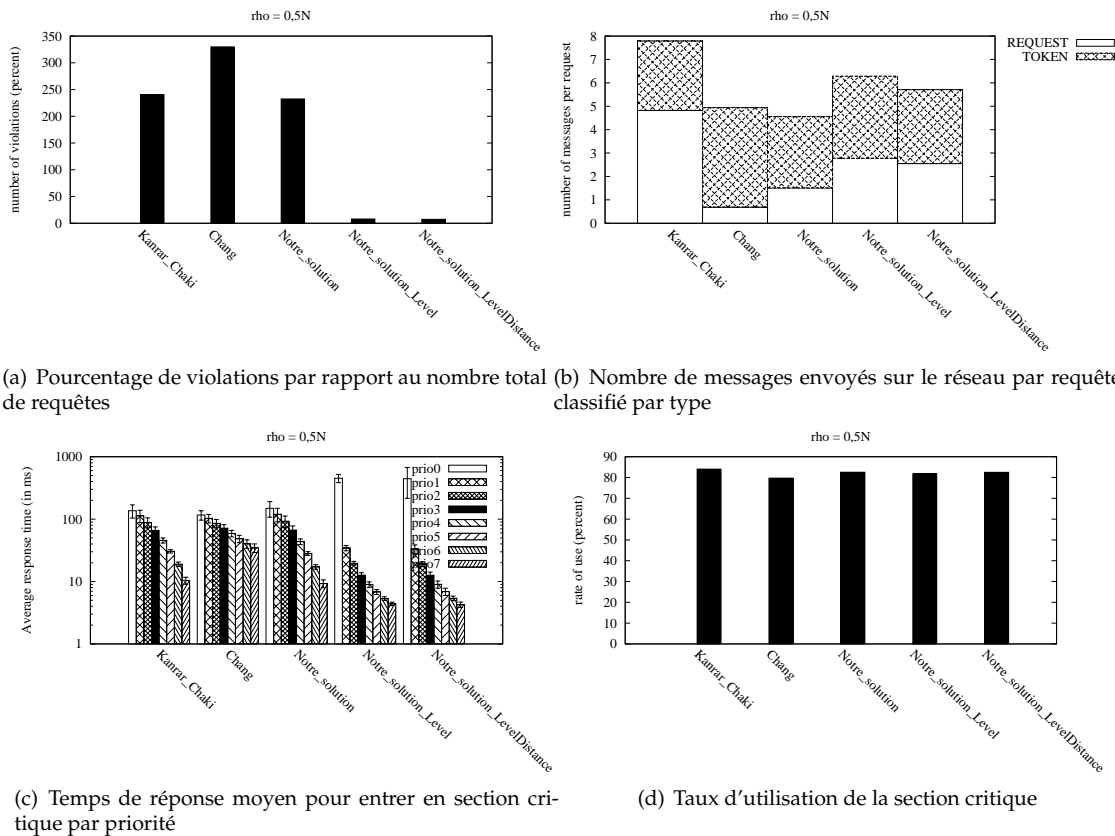 rho = 0,5N
number of violations (percent)
350
300
250
200
150
100
50
0
Kanrar_Chaki
Chang
Notre_solution
Notre_solution_Level
Notre_solution_LevelDistance
(a) Pourcentage de violations par rapport au nombre total
de requêtes
rho = 0,5N
number of messages per request
8
7
6
5
4
3
2
1
0
REQUEST
TOKEN
Kanrar_Chaki
Chang
Notre_solution
Notre_solution_Level
Notre_solution_LevelDistance
(b) Nombre de messages envoyés sur le réseau par requête
classifié par type
rho = 0,5N
Average response time (in ms)
1000
100
10
1
prio0
prio1
prio2
prio3
prio4
prio5
prio6
prio7
Kanrar_Chaki
Chang
Notre_solution
Notre_solution_Level
Notre_solution_LevelDistance
(c) Temps de réponse moyen pour entrer en section cri-
tique par priorité
rho = 0,5N
rate of use (percent)
90
80
70
60
50
40
30
20
10
0
Kanrar_Chaki
Chang
Notre_solution
Notre_solution_Level
Notre_solution_LevelDistance
(d) Taux d'utilisation de la section critique